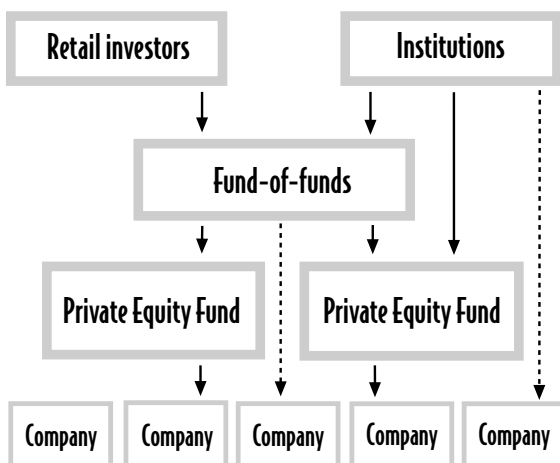 Retail investors
Institutions
Fund-of-funds
Private Equity Fund
Private Equity Fund
Company
Company
Company
Company
Company